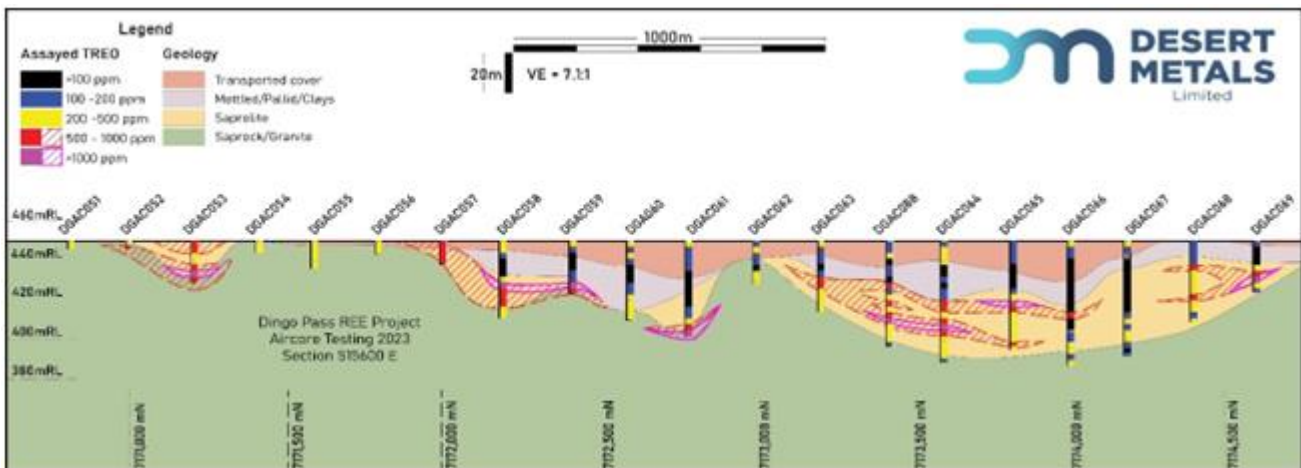 Legend
Assayed TREO
Geology
<100 ppm
100 -200 ppm
200 -500 ppm
500 - 1000 ppm
>1000 ppm
Transported cover
Mottled/Pallid/Clays
Saprolite
Saprock/Granite
1000m
20m
VE = 7.1:1
DESERT
METALS
Limited
DGAC051
DGAC052
DGAC053
DGAC054
DGAC055
DGAC056
DGAC057
DGAC058
DGAC059
DGA060
DGAC061
DGAC062
DGAC063
DGAC088
DGAC064
DGAC065
DGAC066
DGAC067
DGAC068
DGAC069
460mRL
440mRL
420mRL
400mRL
380mRL
Dingo Pass REE Project
Aircore Testing 2023
Section 515600 E
7171,000 mN
7171,500 mN
7172,000 mN
7172,500 mN
7173,000 mN
7173,500 mN
7174,000 mN
7174,500 mN